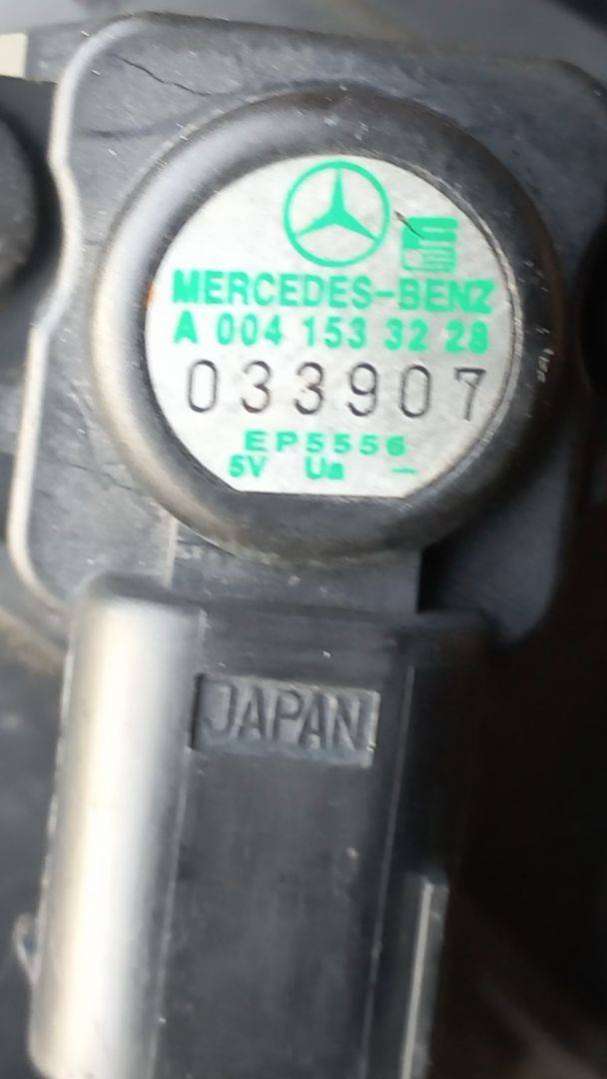 MERCEDES-BENZ
A 004 153 32 28
033907
EP5556
5V Ua –
JAPAN